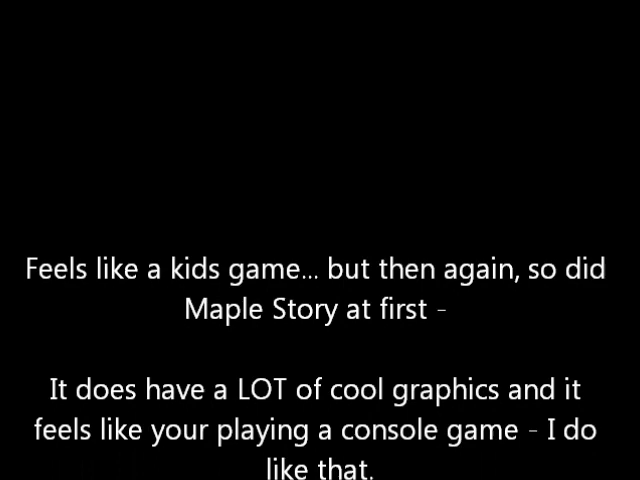 Feels like a kids game... but then again, so did
Maple Story at first -
It does have a LOT of cool graphics and it
feels like your playing a console game - I do
like that.